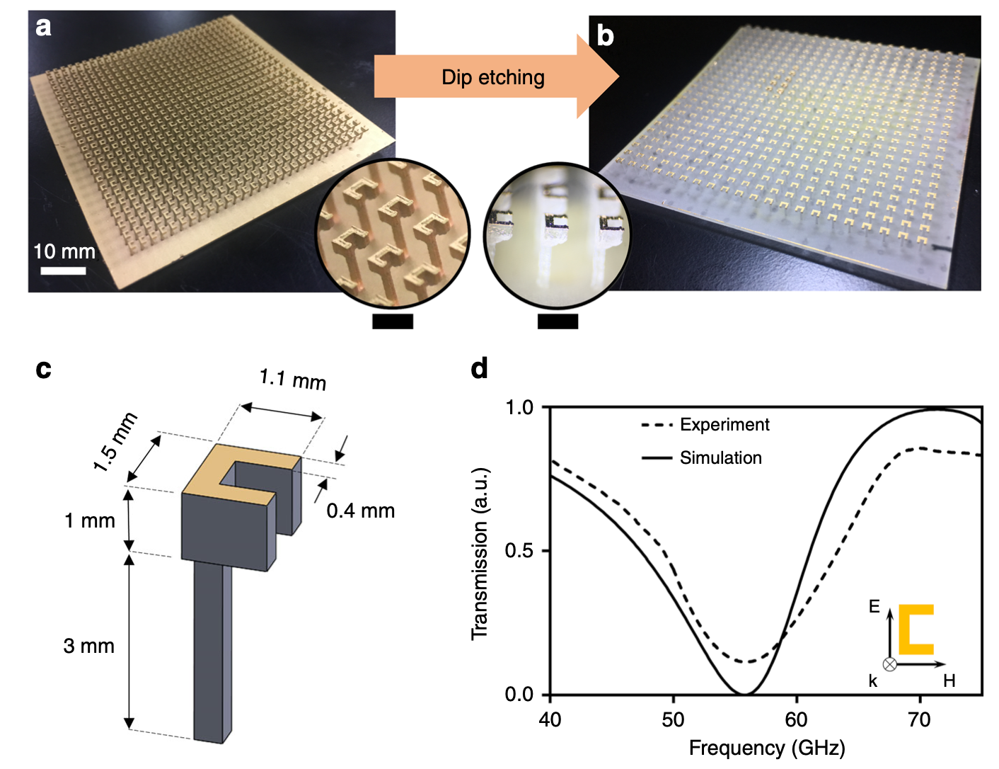 a
b
Dip etching
10 mm
c
1.1 mm
1.5 mm
1 mm
0.4 mm
3 mm
d
1.0
Experiment
Simulation
Transmission (a.u.)
0.5
E
k
H
0.0
40
50
60
70
Frequency (GHz)